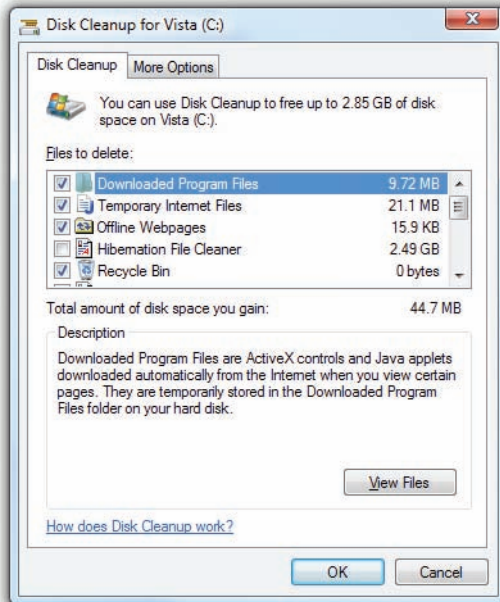 Disk Cleanup for Vista (C:)
Disk Cleanup
More Options
You can use Disk Cleanup to free up to 2.85 GB of disk
space on Vista (C:).
Files to delete:
Downloaded Program Files 9.72 MB
Temporary Internet Files 21.1 MB
Offline Webpages 15.9 KB
Hibernation File Cleaner 2.49 GB
Recycle Bin 0 bytes
Total amount of disk space you gain: 44.7 MB
Description
Downloaded Program Files are ActiveX controls and Java applets
downloaded automatically from the Internet when you view certain
pages. They are temporarily stored in the Downloaded Program
Files folder on your hard disk.
View Files
How does Disk Cleanup work?
OK
Cancel